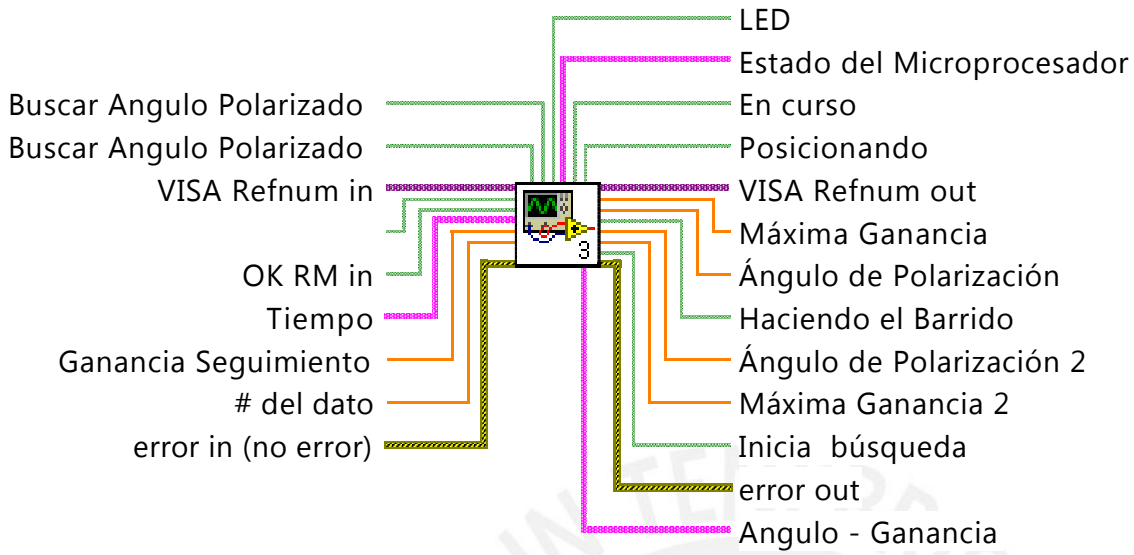 LED
Estado del Microprocesador
Buscar Angulo Polarizado
En curso
Buscar Angulo Polarizado
Posicionando
VISA Refnum in
VISA Refnum out
Máxima Ganancia
OK RM in
Ángulo de Polarización
Tiempo
Haciendo el Barrido
Ganancia Seguimiento
Ángulo de Polarización 2
# del dato
Máxima Ganancia 2
error in (no error)
Inicia búsqueda
error out
Angulo - Ganancia
3